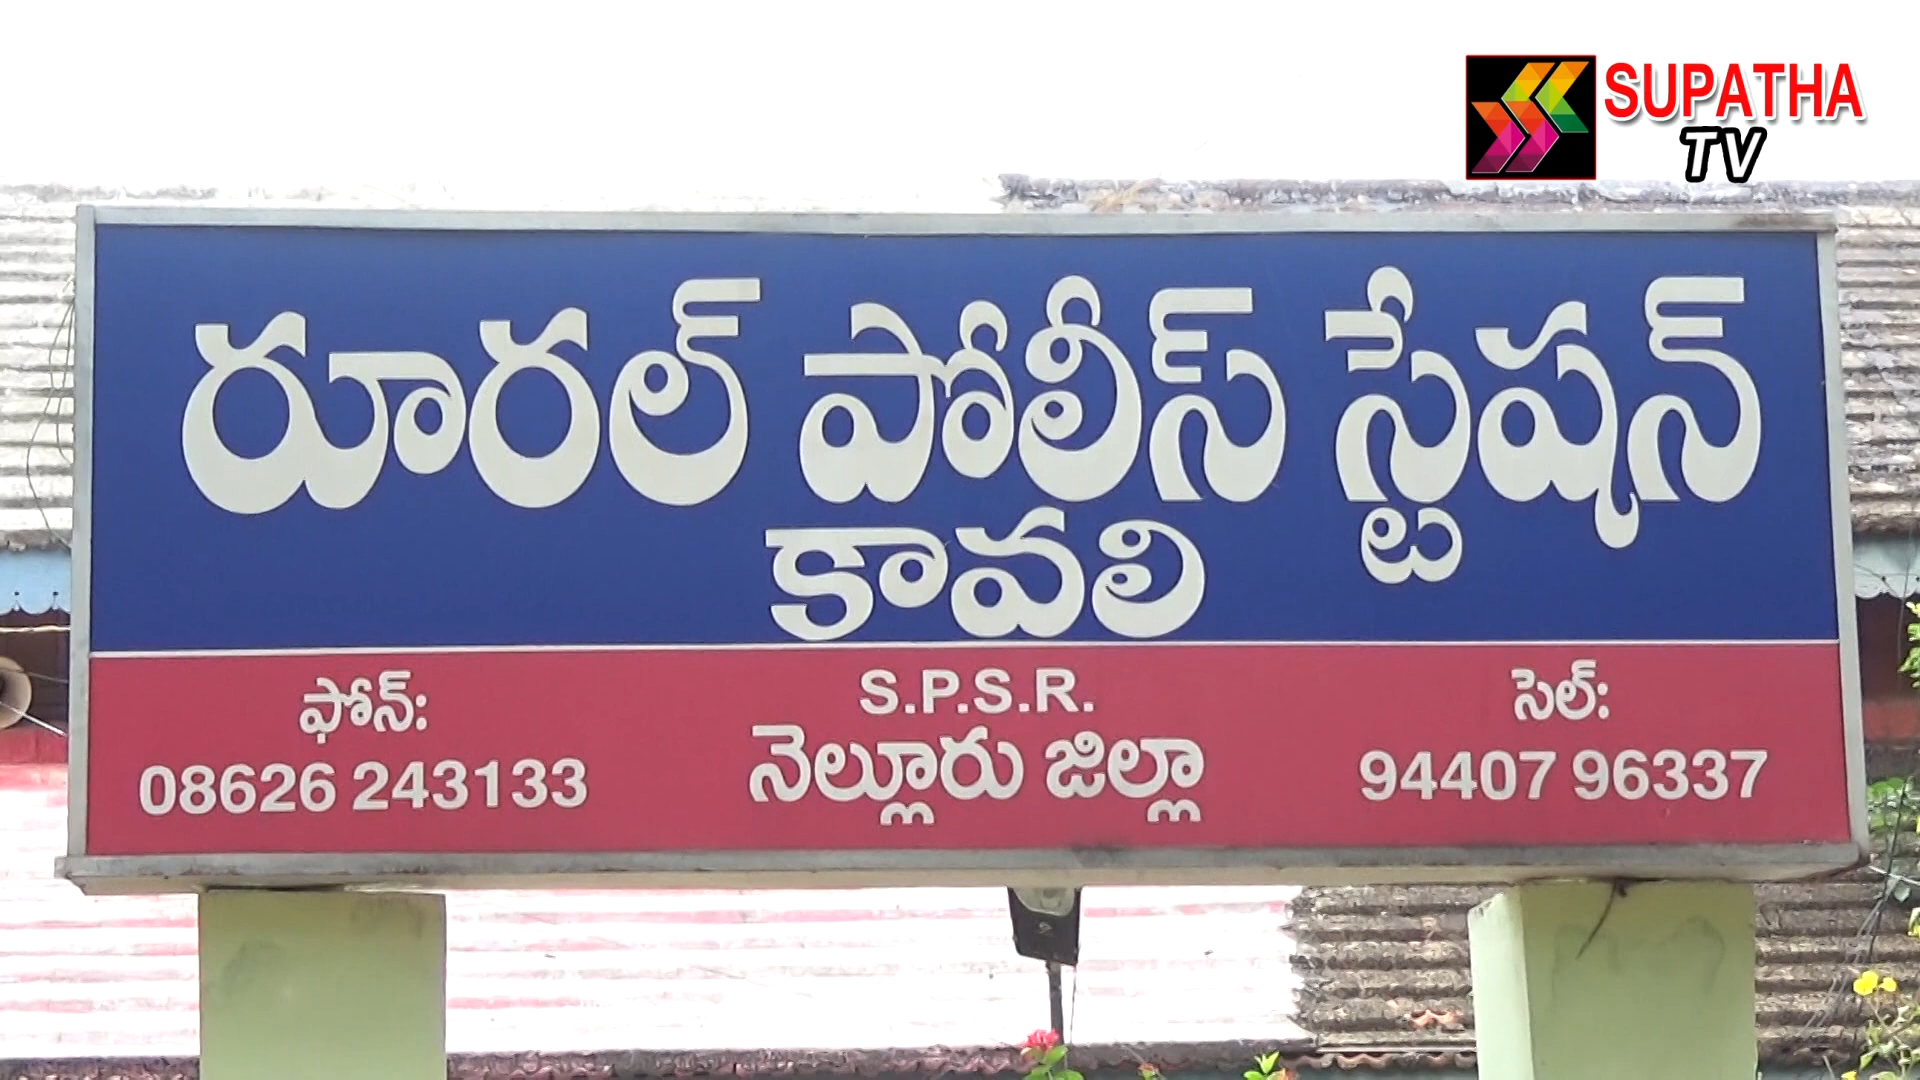 SUPATHA
TV
రూరల్ పోలీస్ స్టేషన్
కావలి
ఫోన్:
08626 243133
S.P.S.R.
నెల్లూరు జిల్లా
సెల్:
94407 96337